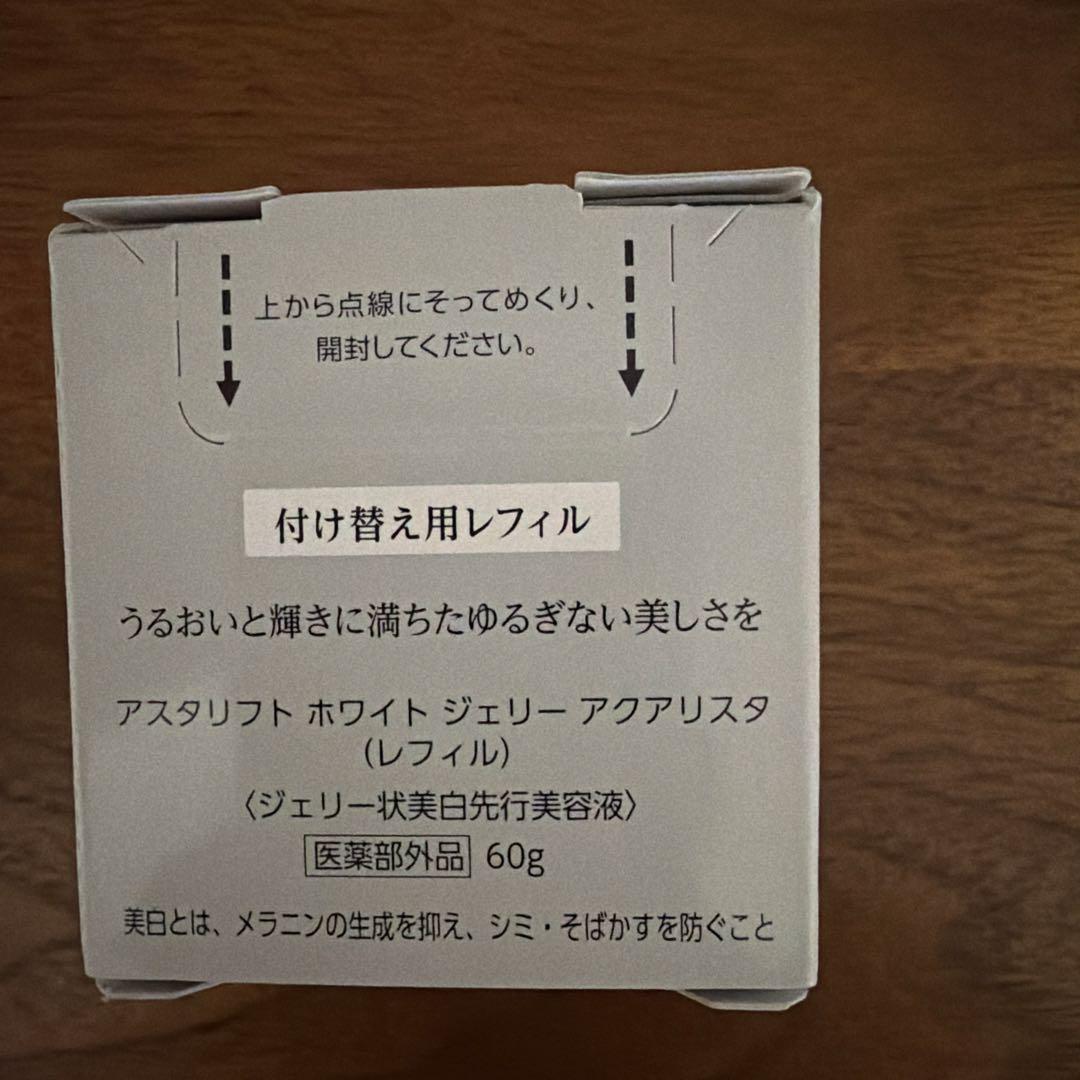 上から点線にそってめくり、
開封してください。
付け替え用レフィル
うるおいと輝きに満ちたゆるぎない美しさを
アスタリフト ホワイト ジェリー アクアリスタ
(レフィル)
〈ジェリー状美白先行美容液〉
医薬部外品 60g
美白とは、メラニンの生成を抑え、シミ・そばかすを防ぐこと